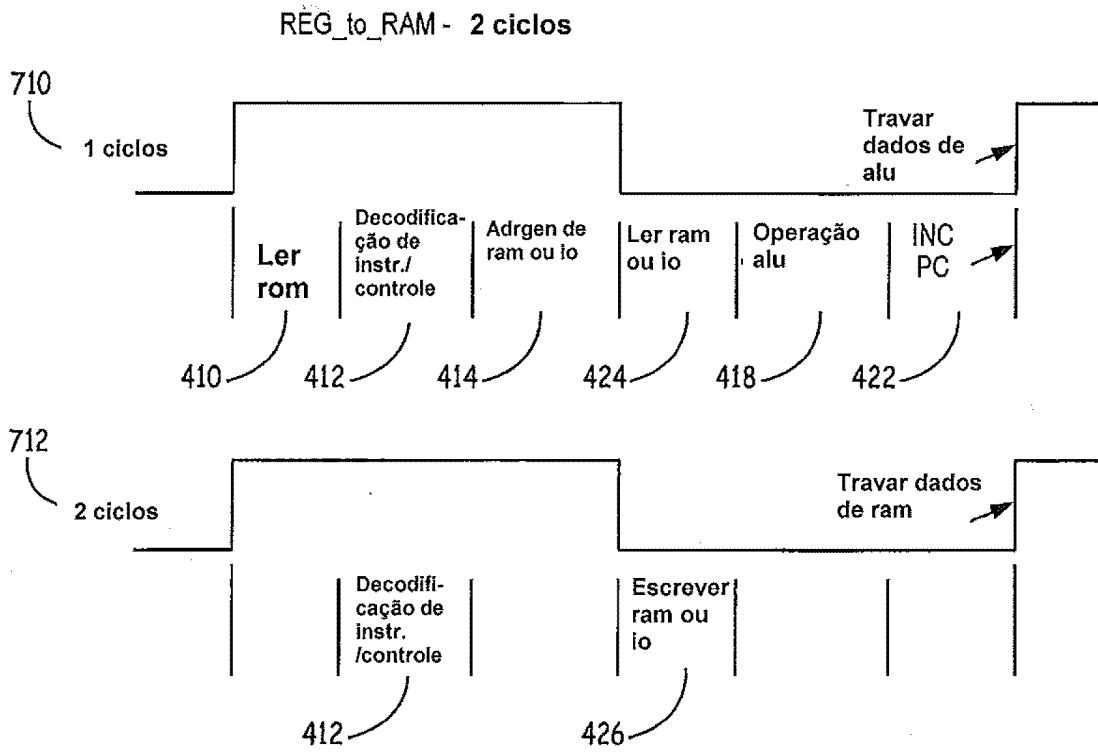 REG_to_RAM - 2 ciclos
710
1 ciclos
Travar
dados de
alu
Ler
rom
Decodifica-
ção de
instr./
controle
Adrgen de
ram ou io
Ler ram
ou io
Operação
alu
INC
PC
410
412
414
424
418
422
712
2 ciclos
Travar dados
de ram
Decodifi-
cação de
instr.
/controle
Escrever
ram ou
io
412
426